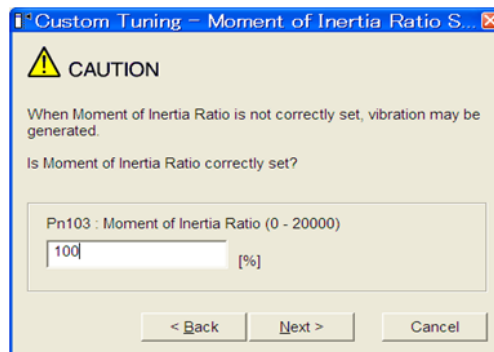 Custom Tuning - Moment of Inertia Ratio S...
CAUTION
When Moment of Inertia Ratio is not correctly set, vibration may be
generated.
Is Moment of Inertia Ratio correctly set?
Pn103 : Moment of Inertia Ratio (0 - 20000)
100
[%]
< Back
Next >
Cancel